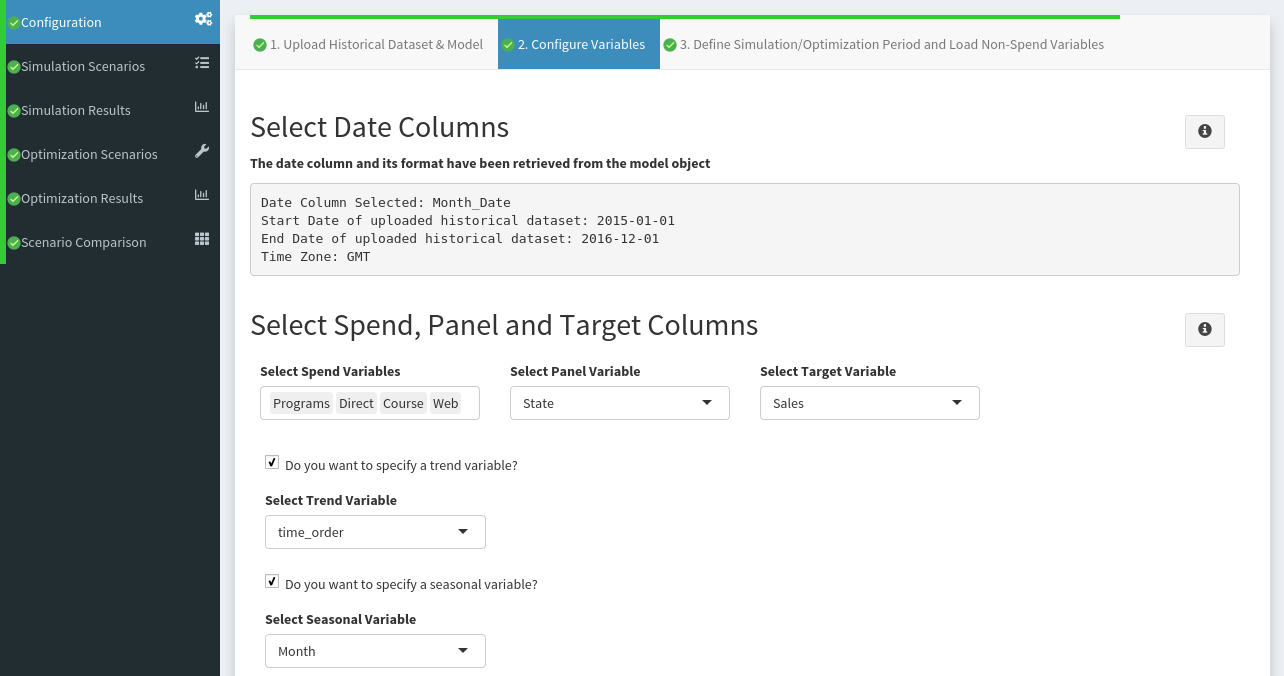 Configuration
Simulation Scenarios
Simulation Results
Optimization Scenarios
Optimization Results
Scenario Comparison
1. Upload Historical Dataset & Model
2. Configure Variables
3. Define Simulation/Optimization Period and Load Non-Spend Variables
Select Date Columns
The date column and its format have been retrieved from the model object
Date Column Selected: Month_Date
Start Date of uploaded historical dataset: 2015-01-01
End Date of uploaded historical dataset: 2016-12-01
Time Zone: GMT
Select Spend, Panel and Target Columns
Select Spend Variables
Programs Direct Course Web
Select Panel Variable
State
Select Target Variable
Sales
Do you want to specify a trend variable?
Select Trend Variable
time_order
Do you want to specify a seasonal variable?
Select Seasonal Variable
Month